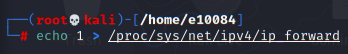 ┌──(root💀kali)-[/home/e10084]
└─# echo 1 > /proc/sys/net/ipv4/ip_forward